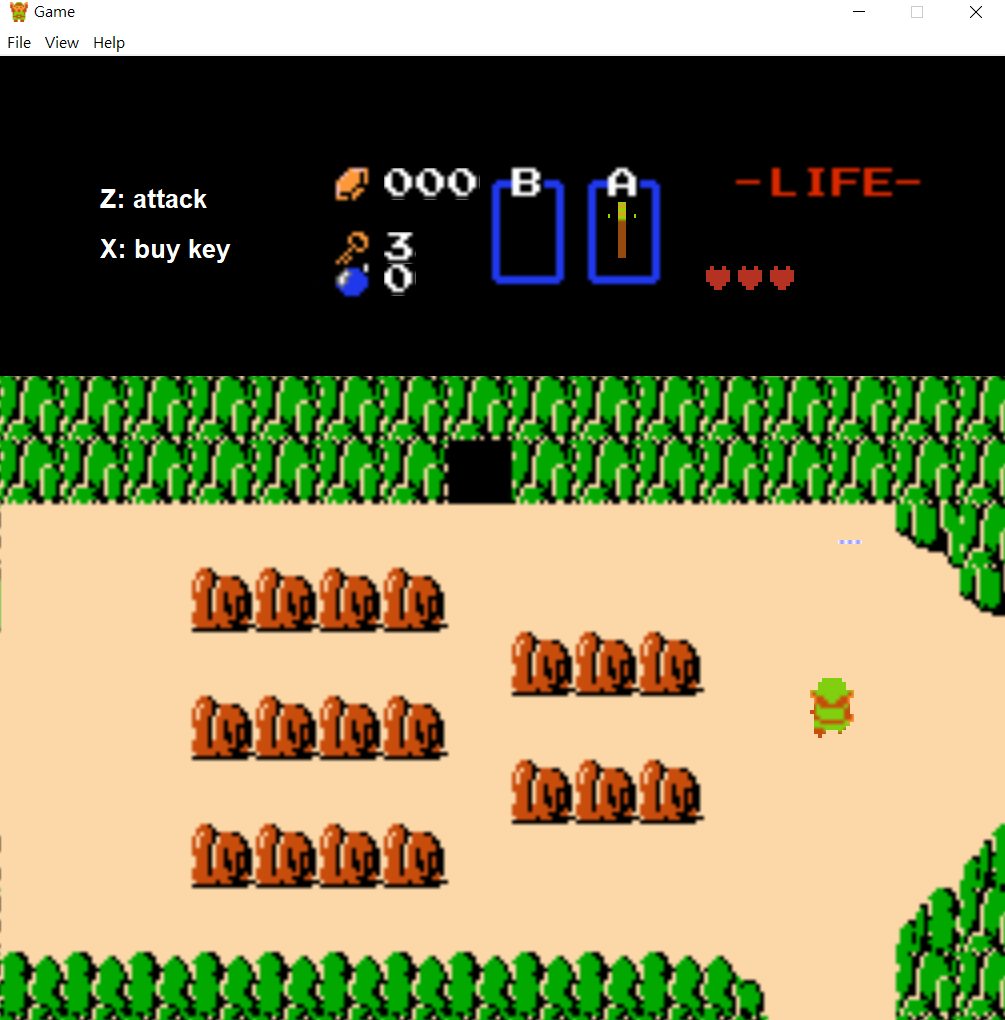 Game
File View Help
Z: attack
X: buy key
000
3
0
B
A
-LIFE-